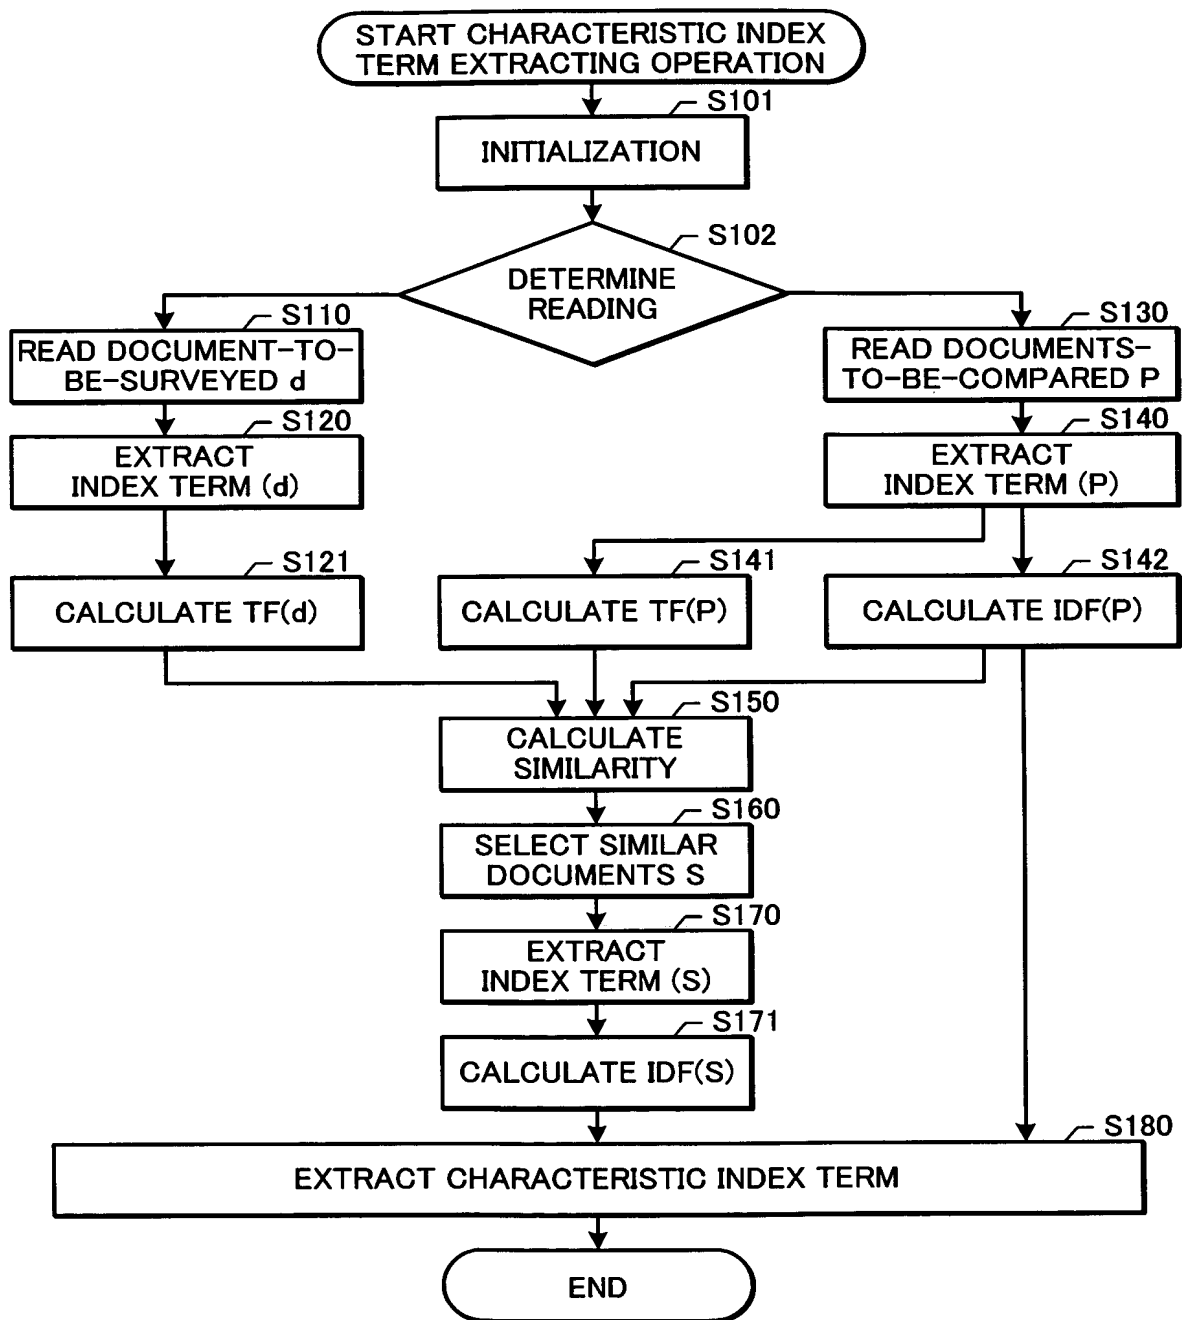 START CHARACTERISTIC INDEX
TERM EXTRACTING OPERATION
S101
INITIALIZATION
S102
DETERMINE
READING
S110
READ DOCUMENT-TO-
BE-SURVEYED d
S130
READ DOCUMENTS-
TO-BE-COMPARED P
S120
EXTRACT
INDEX TERM (d)
S140
EXTRACT
INDEX TERM (P)
S121
CALCULATE TF(d)
S141
CALCULATE TF(P)
S142
CALCULATE IDF(P)
S150
CALCULATE
SIMILARITY
S160
SELECT SIMILAR
DOCUMENTS S
S170
EXTRACT
INDEX TERM (S)
S171
CALCULATE IDF(S)
S180
EXTRACT CHARACTERISTIC INDEX TERM
END